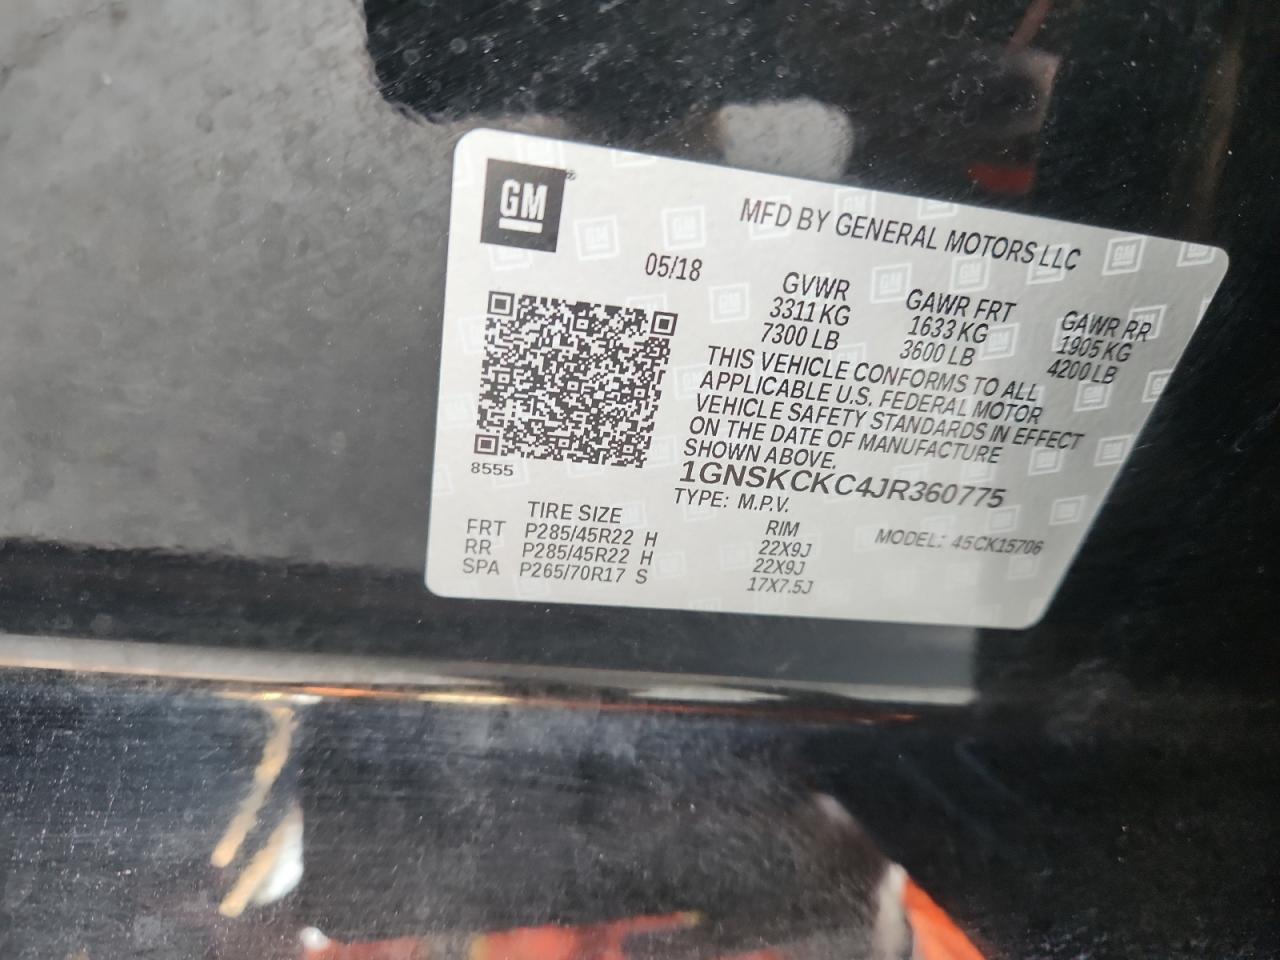 GM
MFD BY GENERAL MOTORS LLC
05/18
GVWR GAWR FRT GAWR RR
3311 KG 1633 KG 1905 KG
7300 LB 3600 LB 4200 LB
THIS VEHICLE CONFORMS TO ALL
APPLICABLE U.S. FEDERAL MOTOR
VEHICLE SAFETY STANDARDS IN EFFECT
ON THE DATE OF MANUFACTURE
SHOWN ABOVE.
8555
1GNSKCKC4JR360775
TYPE: M.P.V.
TIRE SIZE RIM MODEL: 45CK15706
FRT P285/45R22 H 22X9J
RR P285/45R22 H 22X9J
SPA P265/70R17 S 17X7.5J